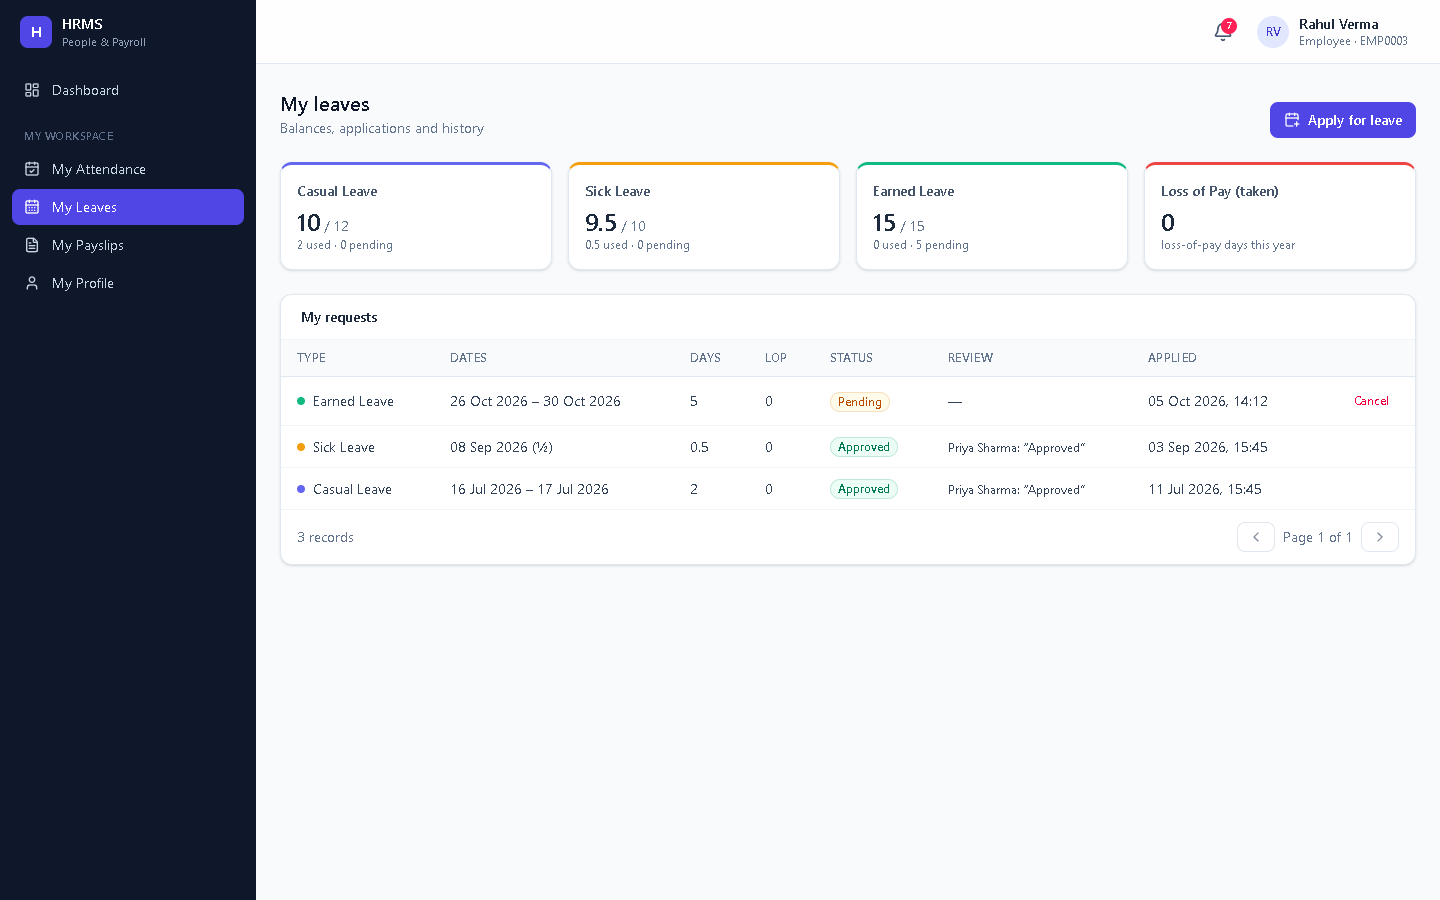 H
HRMS
People & Payroll
Dashboard
MY WORKSPACE
My Attendance
My Leaves
My Payslips
My Profile
7
RV
Rahul Verma
Employee · EMP0003
My leaves
Balances, applications and history
Apply for leave
Casual Leave
10 / 12
2 used · 0 pending
Sick Leave
9.5 / 10
0.5 used · 0 pending
Earned Leave
15 / 15
0 used · 5 pending
Loss of Pay (taken)
0
loss-of-pay days this year
My requests
TYPE DATES DAYS LOP STATUS REVIEW APPLIED
Earned Leave 26 Oct 2026 – 30 Oct 2026 5 0 Pending — 05 Oct 2026, 14:12 Cancel
Sick Leave 08 Sep 2026 (½) 0.5 0 Approved Priya Sharma: “Approved” 03 Sep 2026, 15:45
Casual Leave 16 Jul 2026 – 17 Jul 2026 2 0 Approved Priya Sharma: “Approved” 11 Jul 2026, 15:45
3 records
Page 1 of 1